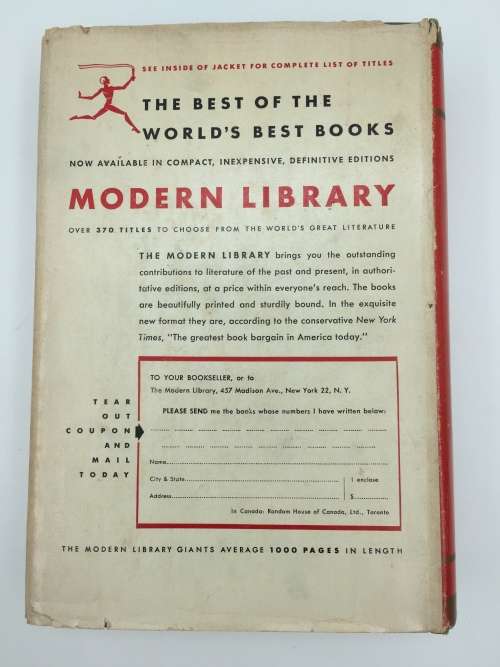 SEE INSIDE OF JACKET FOR COMPLETE LIST OF TITLES
THE BEST OF THE
WORLD'S BEST BOOKS
NOW AVAILABLE IN COMPACT, INEXPENSIVE, DEFINITIVE EDITIONS
MODERN LIBRARY
OVER 370 TITLES TO CHOOSE FROM THE WORLD'S GREAT LITERATURE
THE MODERN LIBRARY brings you the outstanding
contributions to literature of the past and present, in authori-
tative editions, at a price within everyone's reach. The books
are beautifully printed and sturdily bound. In the exquisite
new format they are, according to the conservative New York
Times, "The greatest book bargain in America today."
TEAR
OUT
COUPON
AND
MAIL
TODAY
TO YOUR BOOKSELLER, or to
The Modern Library, 457 Madison Ave., New York 22, N. Y.
PLEASE SEND me the books whose numbers I have written below:
Name
City & State
I enclose
Address
$
In Canada: Random House of Canada, Ltd., Toronto
THE MODERN LIBRARY GIANTS AVERAGE 1000 PAGES IN LENGTH